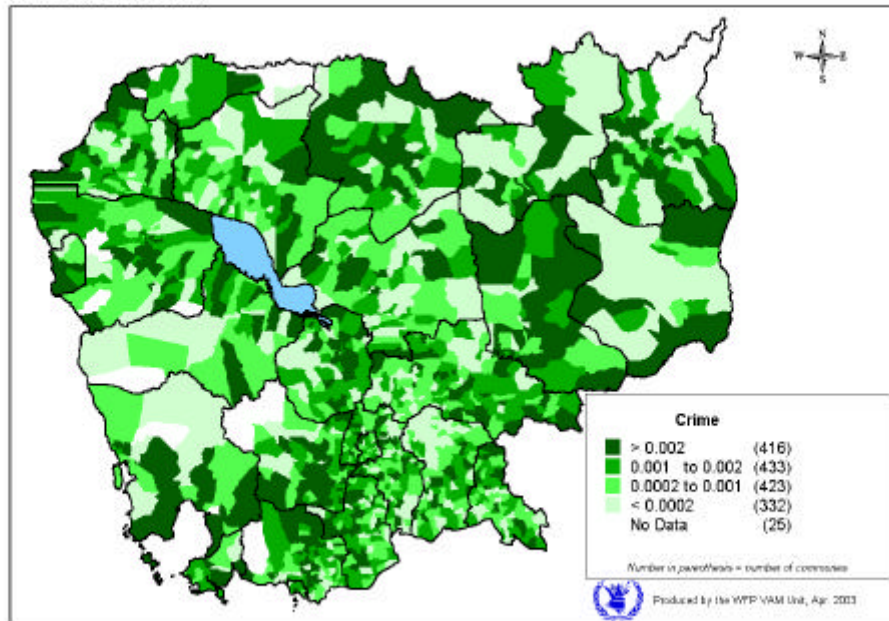 N
W E
S
Crime
> 0.002 (416)
0.001 to 0.002 (433)
0.0002 to 0.001 (423)
< 0.0002 (332)
No Data (25)
Number in parenthesis = number of communes
Produced by the WFP VAM Unit, Apr. 2003